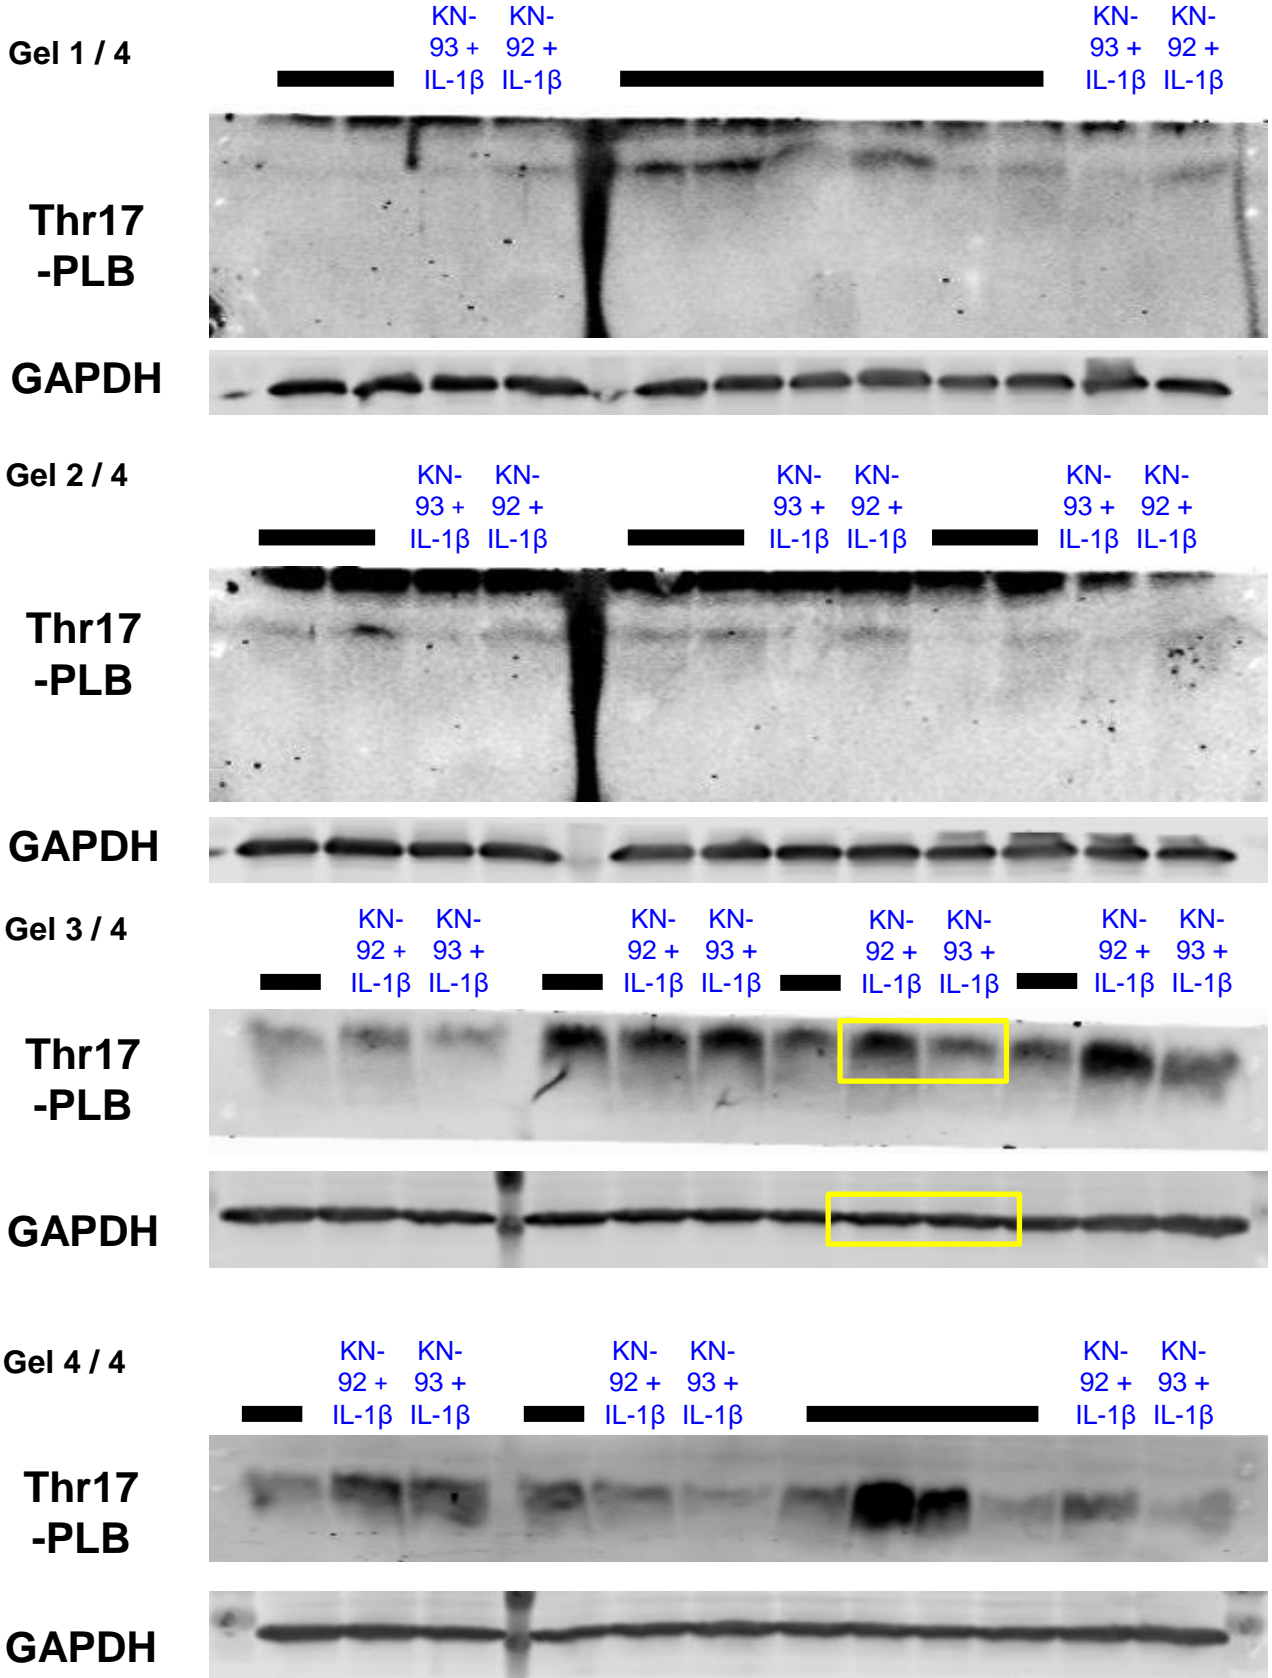 KN- KN- KN- KN-
Gel 1 / 4 93 + 92 + 93 + 92 +
IL-1β IL-1β IL-1β IL-1β
Thr17
-PLB
GAPDH
Gel 2 / 4 KN- KN- KN- KN- KN- KN-
93 + 92 + 93 + 92 + 93 + 92 +
IL-1β IL-1β IL-1β IL-1β IL-1β IL-1β
Thr17
-PLB
GAPDH
Gel 3 / 4 KN- KN- KN- KN- KN- KN- KN- KN-
92 + 93 + 92 + 93 + 92 + 93 + 92 + 93 +
IL-1β IL-1β IL-1β IL-1β IL-1β IL-1β IL-1β IL-1β
Thr17
-PLB
GAPDH
Gel 4 / 4 KN- KN- KN- KN- KN- KN-
92 + 93 + 92 + 93 + 92 + 93 +
IL-1β IL-1β IL-1β IL-1β IL-1β IL-1β
Thr17
-PLB
GAPDH